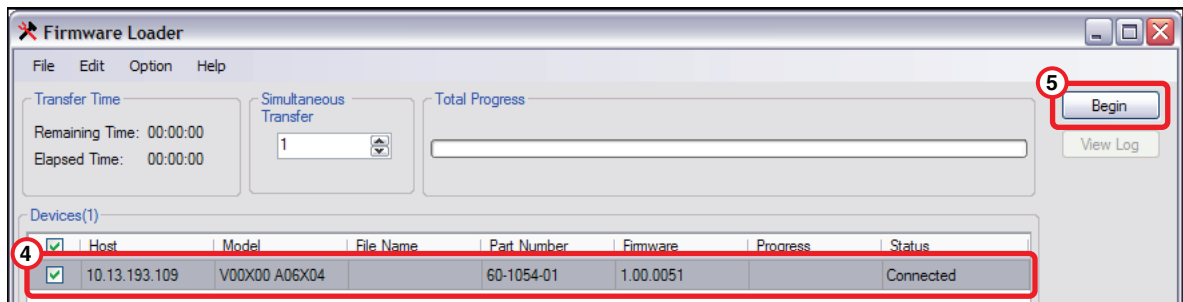 Firmware Loader
File Edit Option Help
Transfer Time
Remaining Time: 00:00:00
Elapsed Time: 00:00:00
Simultaneous
Transfer
1
Total Progress
5
Begin
View Log
Devices(1)
Host Model File Name Part Number Firmware Progress Status
4
10.13.193.109 V00X00 A06X04 60-1054-01 1.00.0051 Connected